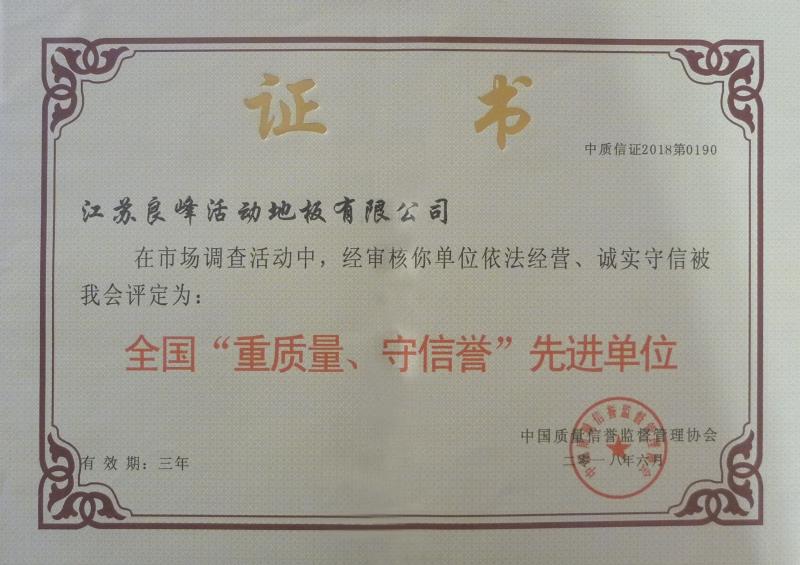 证 书
中质信证2018第0190
江苏良峰活动地板有限公司
在市场调查活动中，经审核你单位依法经营、诚实守信被
我会评定为：
全国“重质量、守信誉”先进单位
中国质量信誉监督管理协会
有 效 期：三年
二〇一八年六月